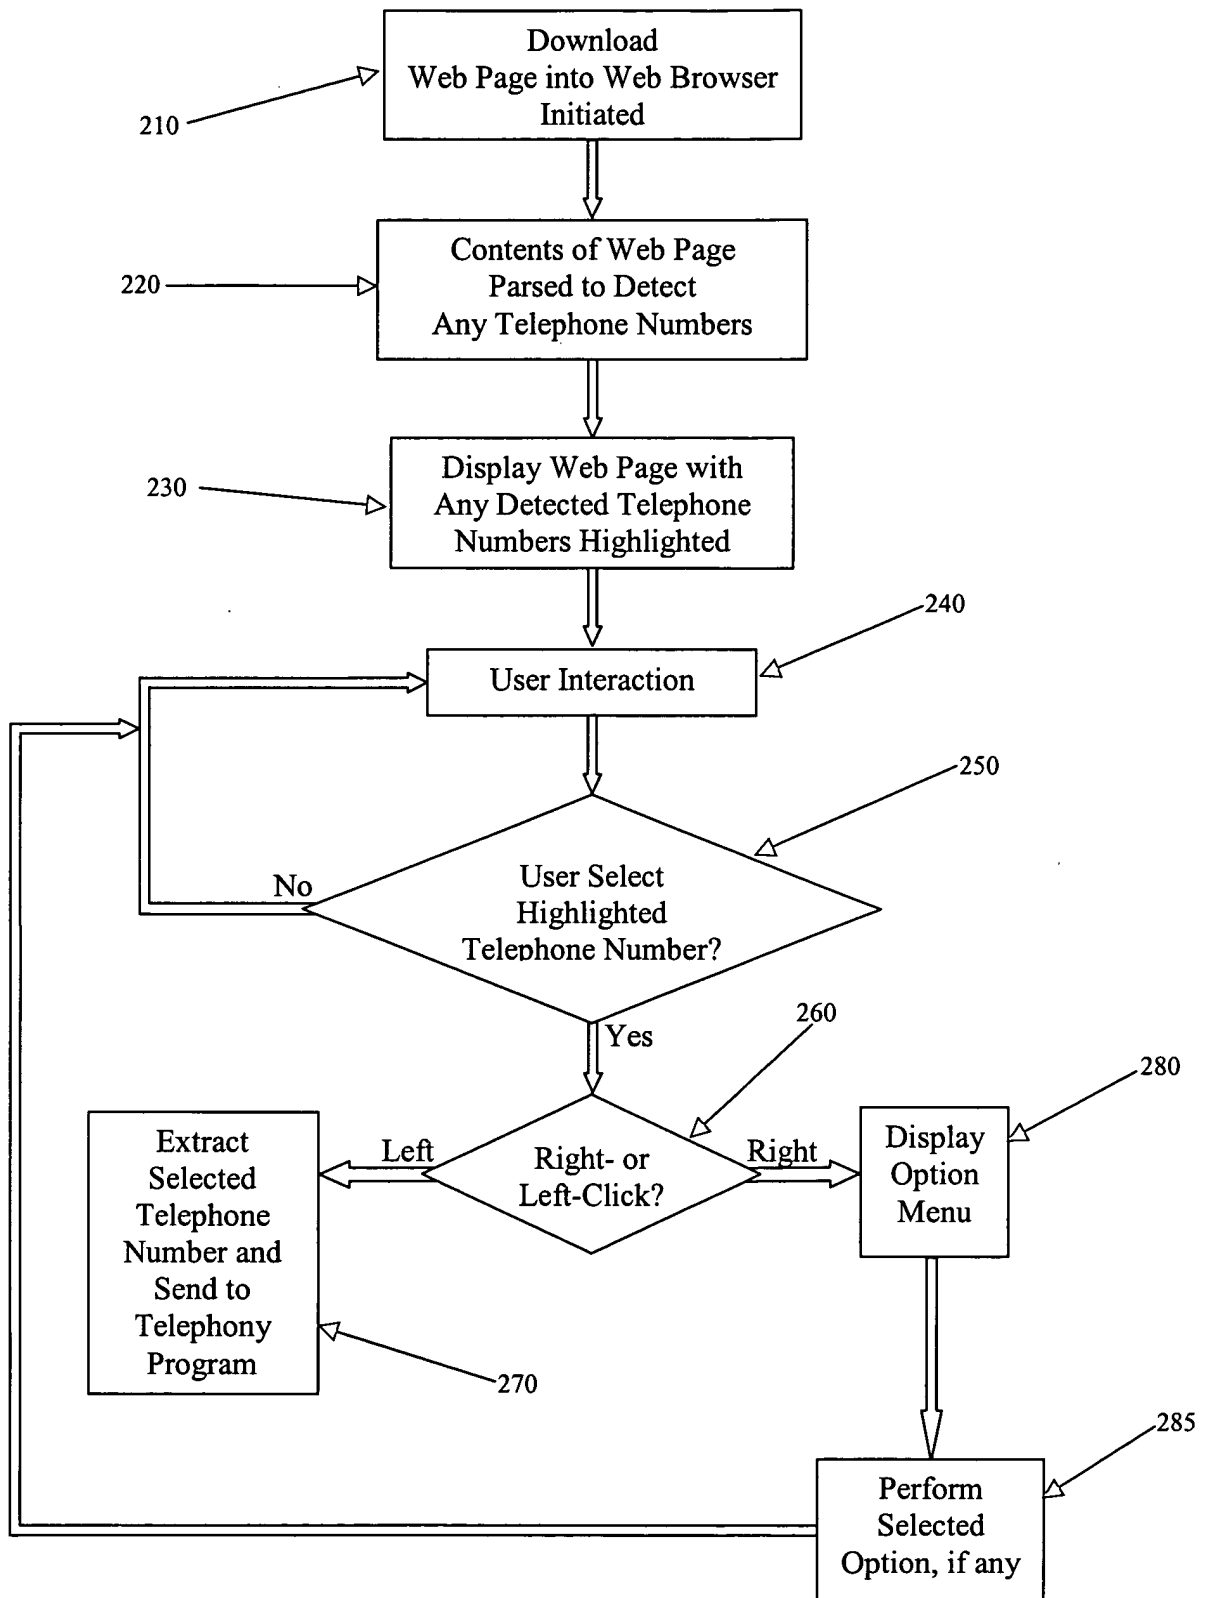 Download
Web Page into Web Browser
Initiated
210
Contents of Web Page
Parsed to Detect
Any Telephone Numbers
220
Display Web Page with
Any Detected Telephone
Numbers Highlighted
230
240
User Interaction
250
No
User Select
Highlighted
Telephone Number?
Yes
260
280
Left
Right- or
Left-Click?
Right
Display
Option
Menu
Extract
Selected
Telephone
Number and
Send to
Telephony
Program
270
285
Perform
Selected
Option, if any